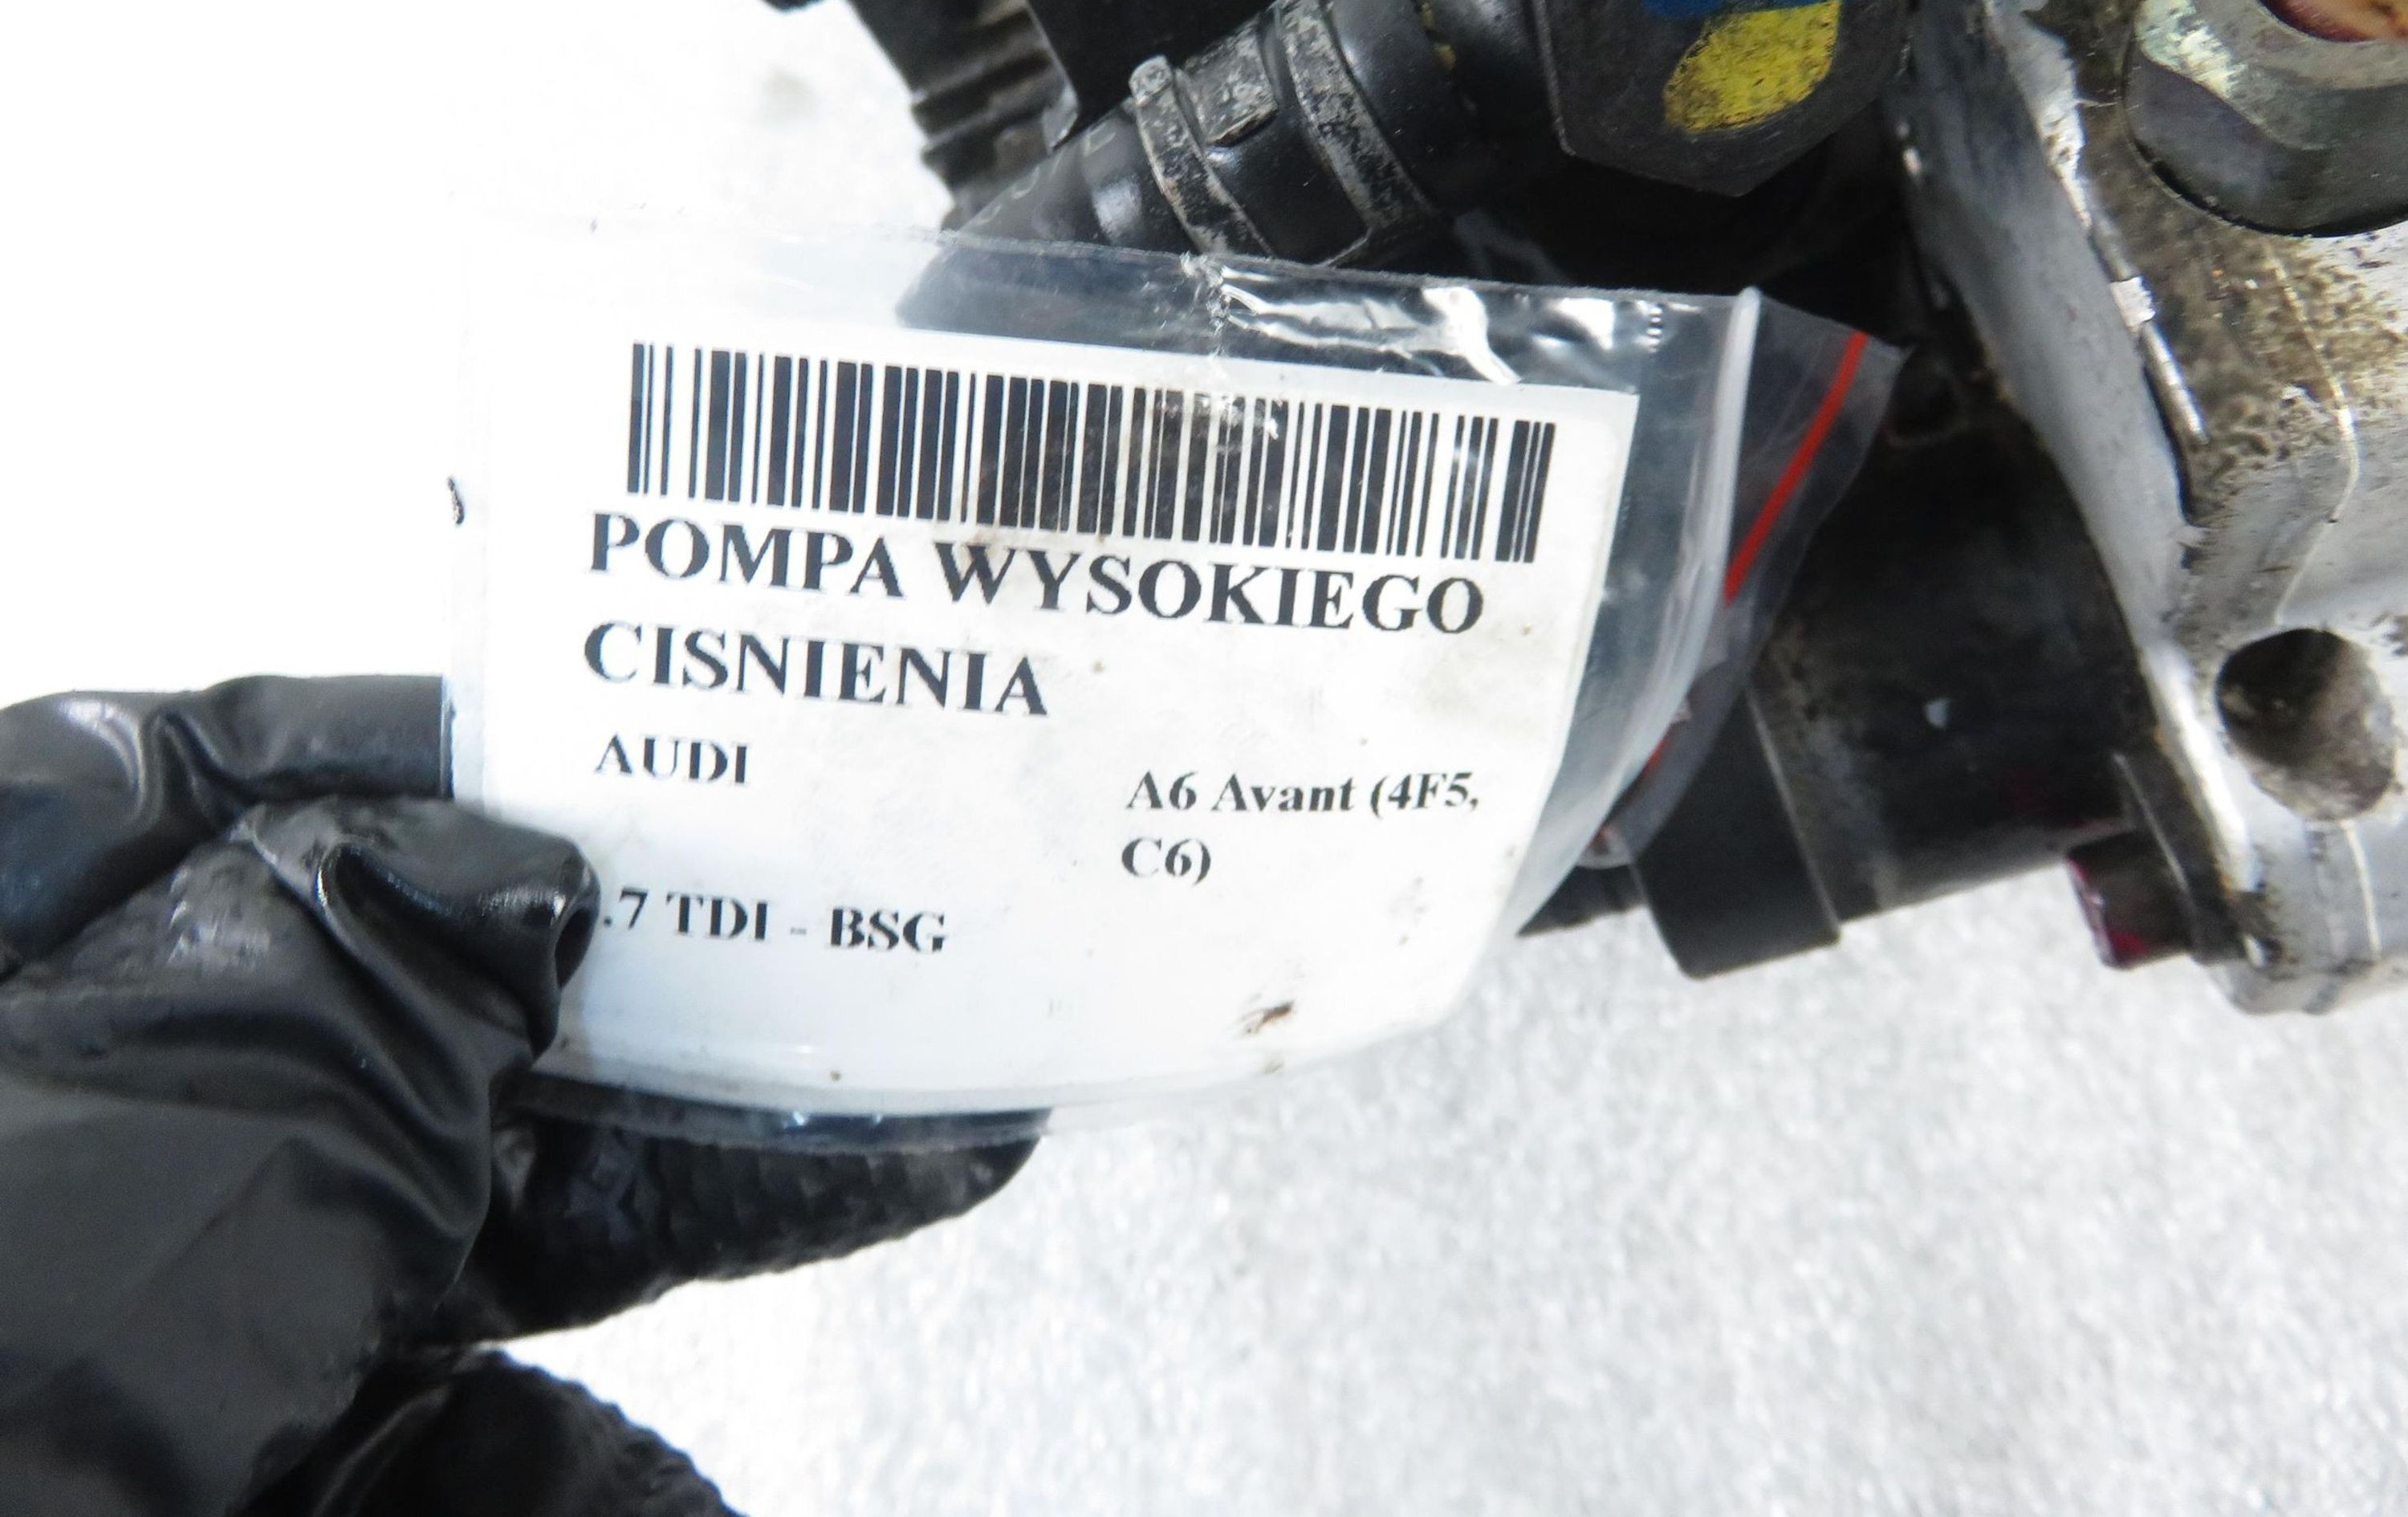 POMPA WYSOKIEGO
CISNIENIA
AUDI
A6 Avant (4F5,
C6)
.7 TDI - BSG